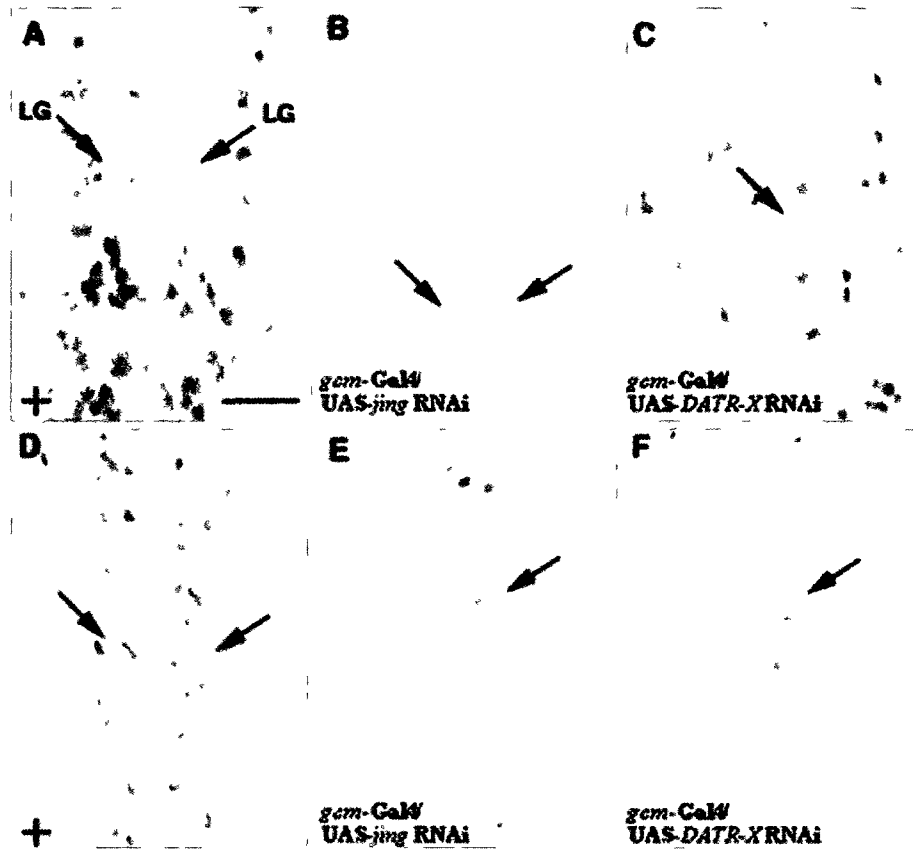 A
B
C
LG
LG
+
gcm-Gal4/
UAS-jing RNAi
gcm-Gal4/
UAS-DATR-X RNAi
D
E
F
+
gcm-Gal4/
UAS-jing RNAi
gcm-Gal4/
UAS-DATR-X RNAi